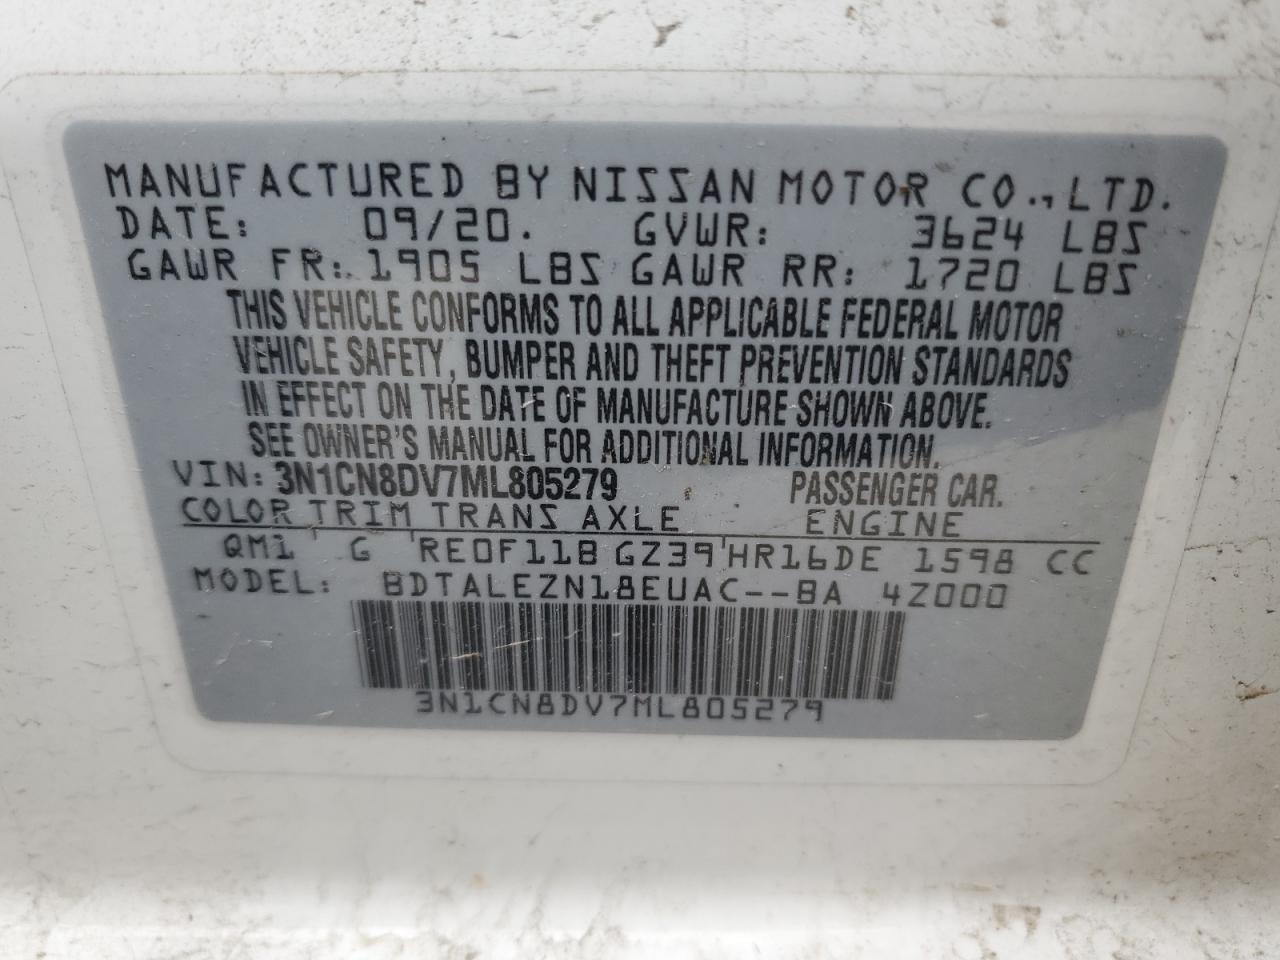 MANUFACTURED BY NISSAN MOTOR CO., LTD.
DATE: 09/20. GVWR: 3624 LBS
GAWR FR: 1905 LBS GAWR RR: 1720 LBS
THIS VEHICLE CONFORMS TO ALL APPLICABLE FEDERAL MOTOR
VEHICLE SAFETY, BUMPER AND THEFT PREVENTION STANDARDS
IN EFFECT ON THE DATE OF MANUFACTURE SHOWN ABOVE.
SEE OWNER'S MANUAL FOR ADDITIONAL INFORMATION.
VIN: 3N1CN8DV7ML805279 PASSENGER CAR.
COLOR TRIM TRANS AXLE ENGINE
QM1 G RE0F11B GZ39 HR16DE 1598 CC
MODEL: BDTALEZN18EUAC--BA 4Z000
3N1CN8DV7ML805279